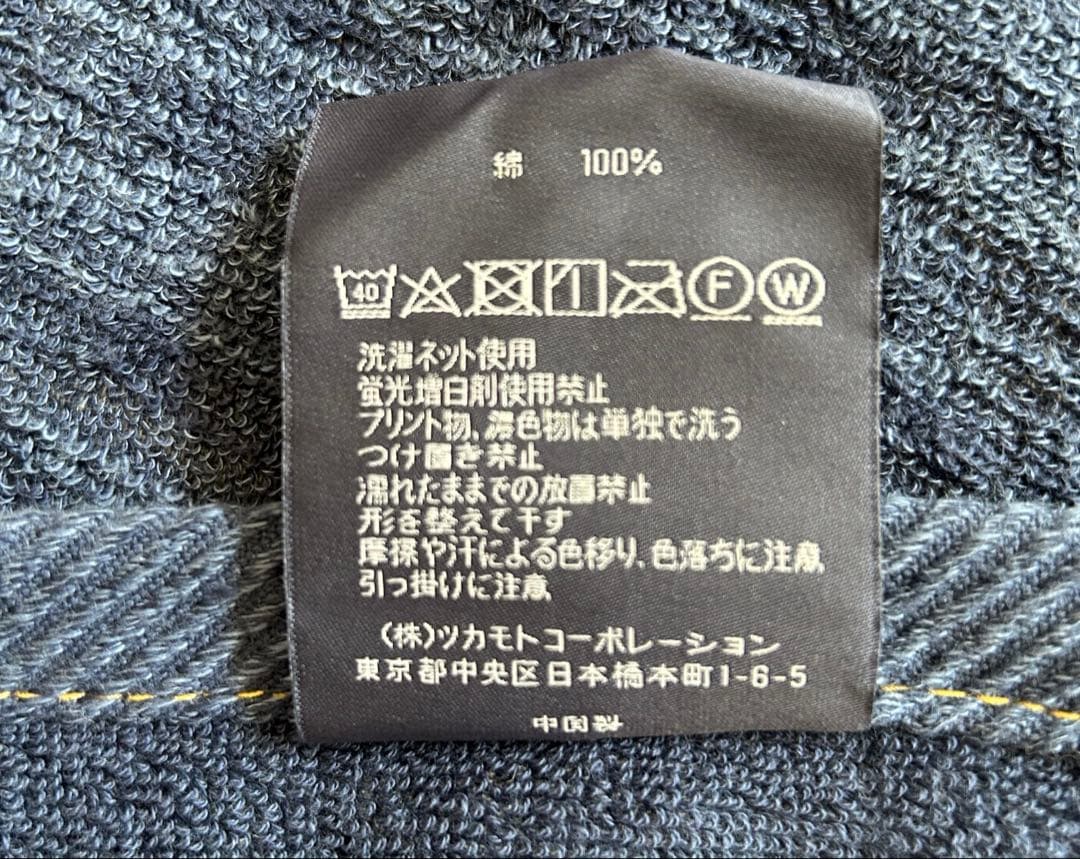 綿 100%
40 F W
洗濯ネット使用
蛍光増白剤使用禁止
プリント物、濃色物は単独で洗う
つけ置き禁止
濡れたままでの放置禁止
形を整えて干す
摩擦や汗による色移り、色落ちに注意
引っ掛けに注意
(株)ツカモトコーポレーション
東京都中央区日本橋本町1-6-5
中国製